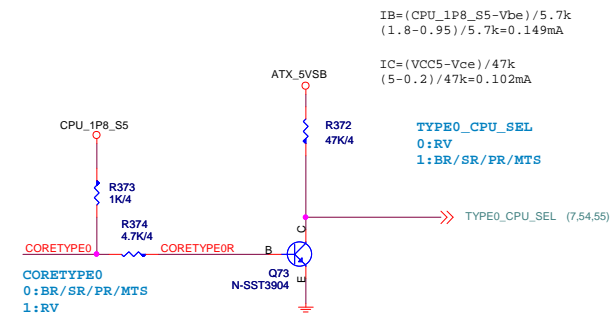 IB=(CPU_1P8_S5-Vbe)/5.7k
(1.8-0.95)/5.7k=0.149mA
IC=(VCC5-Vce)/47k
(5-0.2)/47k=0.102mA
ATX_5VSB
CPU_1P8_S5
R372
47K/4
TYPE0_CPU_SEL
0:RV
1:BR/SR/PR/MTS
R373
1K/4
R374
4.7K/4
C
TYPE0_CPU_SEL (7,54,55)
CORETYPE0
CORETYPE0R
B
E
Q73
N-SST3904
CORETYPE0
0:BR/SR/PR/MTS
1:RV